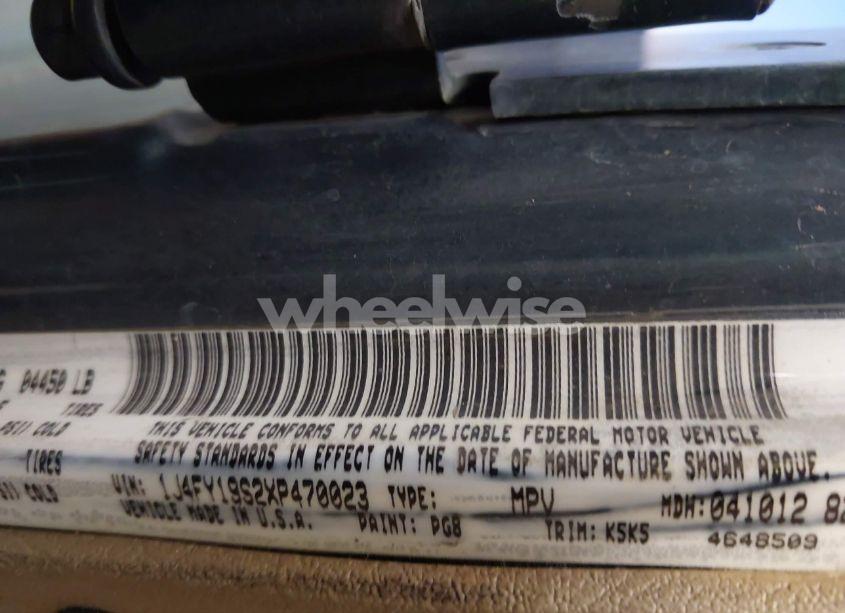 wheelwise
04450 LB
TIRES
PSI) COLD
THIS VEHICLE CONFORMS TO ALL APPLICABLE FEDERAL MOTOR VEHICLE
TIRES
SAFETY STANDARDS IN EFFECT ON THE DATE OF MANUFACTURE SHOWN ABOVE.
COLD
VIN: 1J4FY19S2XP470023 TYPE: MPV MDH:041012 82
VEHICLE MADE IN U.S.A. PAINT: PG8 TRIM: K5K5 4648509